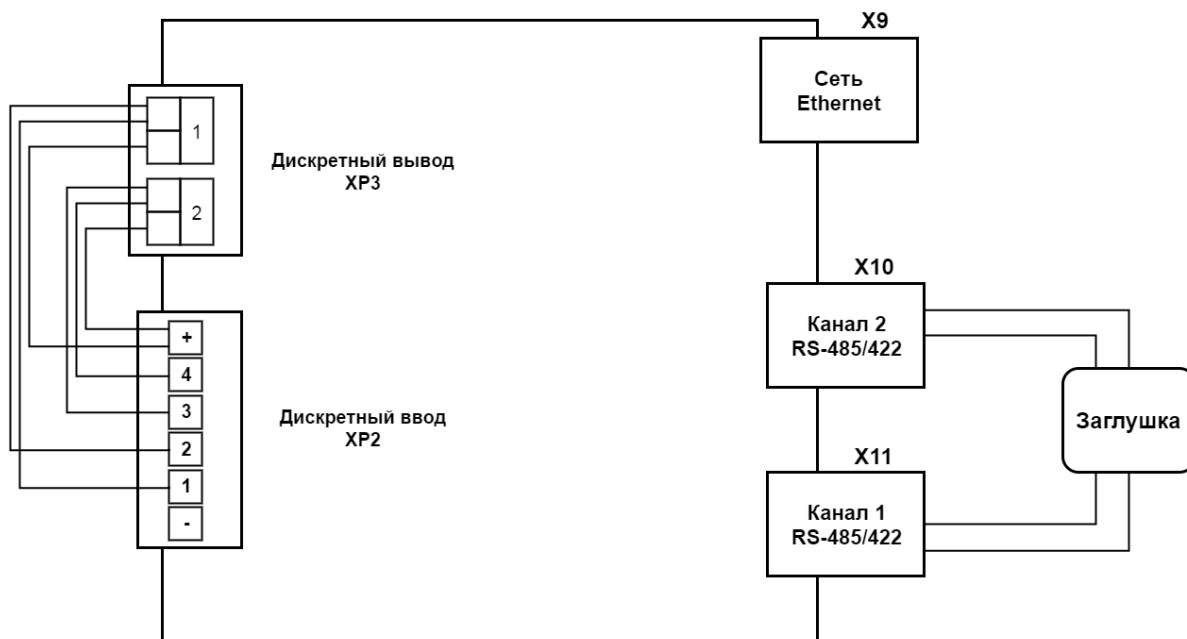 X9
Сеть
Ethernet
1
Дискретный вывод
XP3
2
X10
Канал 2
RS-485/422
+
4
3
2
1
-
Дискретный ввод
XP2
Заглушка
X11
Канал 1
RS-485/422